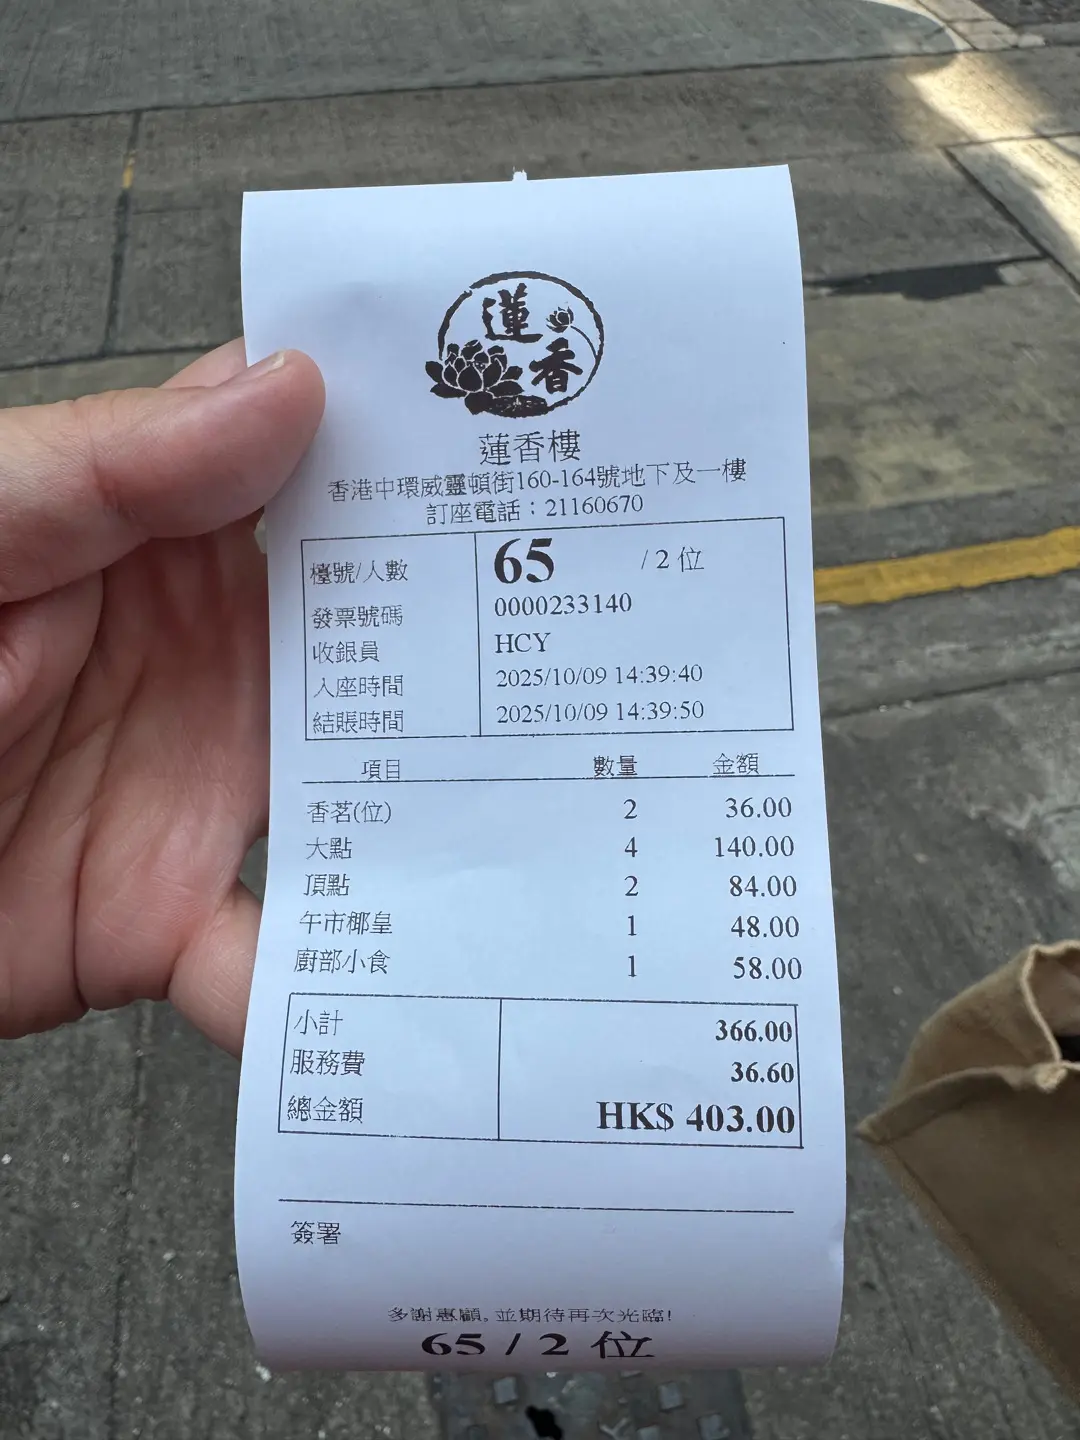 蓮香
蓮香樓
香港中環威靈頓街160-164號地下及一樓
訂座電話：21160670
檯號/人數 65 / 2 位
發票號碼 0000233140
收銀員 HCY
入座時間 2025/10/09 14:39:40
結賬時間 2025/10/09 14:39:50
項目 數量 金額
香茗(位) 2 36.00
大點 4 140.00
頂點 2 84.00
午市椰皇 1 48.00
廚部小食 1 58.00
小計 366.00
服務費 36.60
總金額 HK$ 403.00
簽署
多謝惠顧，並期待再次光臨!
65 / 2 位